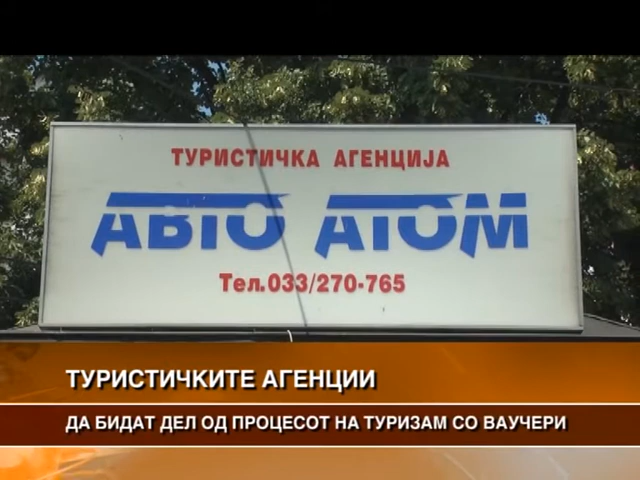 ТУРИСТИЧКА АГЕНЦИЈА
АВТО АТОМ
Тел.033/270-765
ТУРИСТИЧКИТЕ АГЕНЦИИ
ДА БИДАТ ДЕЛ ОД ПРОЦЕСОТ НА ТУРИЗАМ СО ВАУЧЕРИ